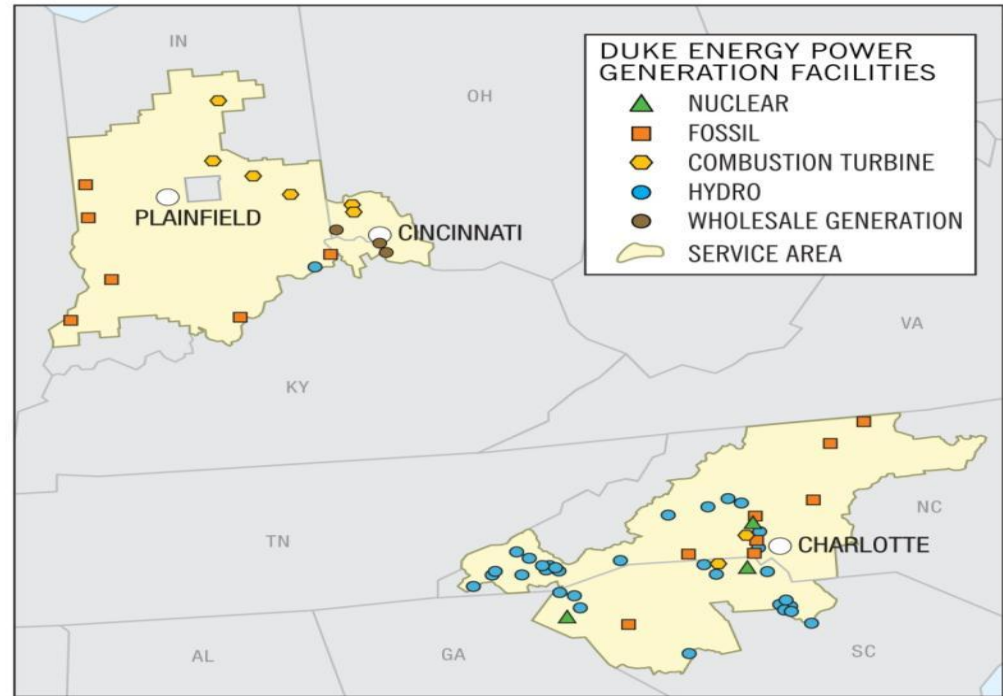 IN
OH
DUKE ENERGY POWER
GENERATION FACILITIES
NUCLEAR
FOSSIL
COMBUSTION TURBINE
HYDRO
WHOLESALE GENERATION
SERVICE AREA
PLAINFIELD
CINCINNATI
VA
KY
NC
TN
CHARLOTTE
AL
GA
SC